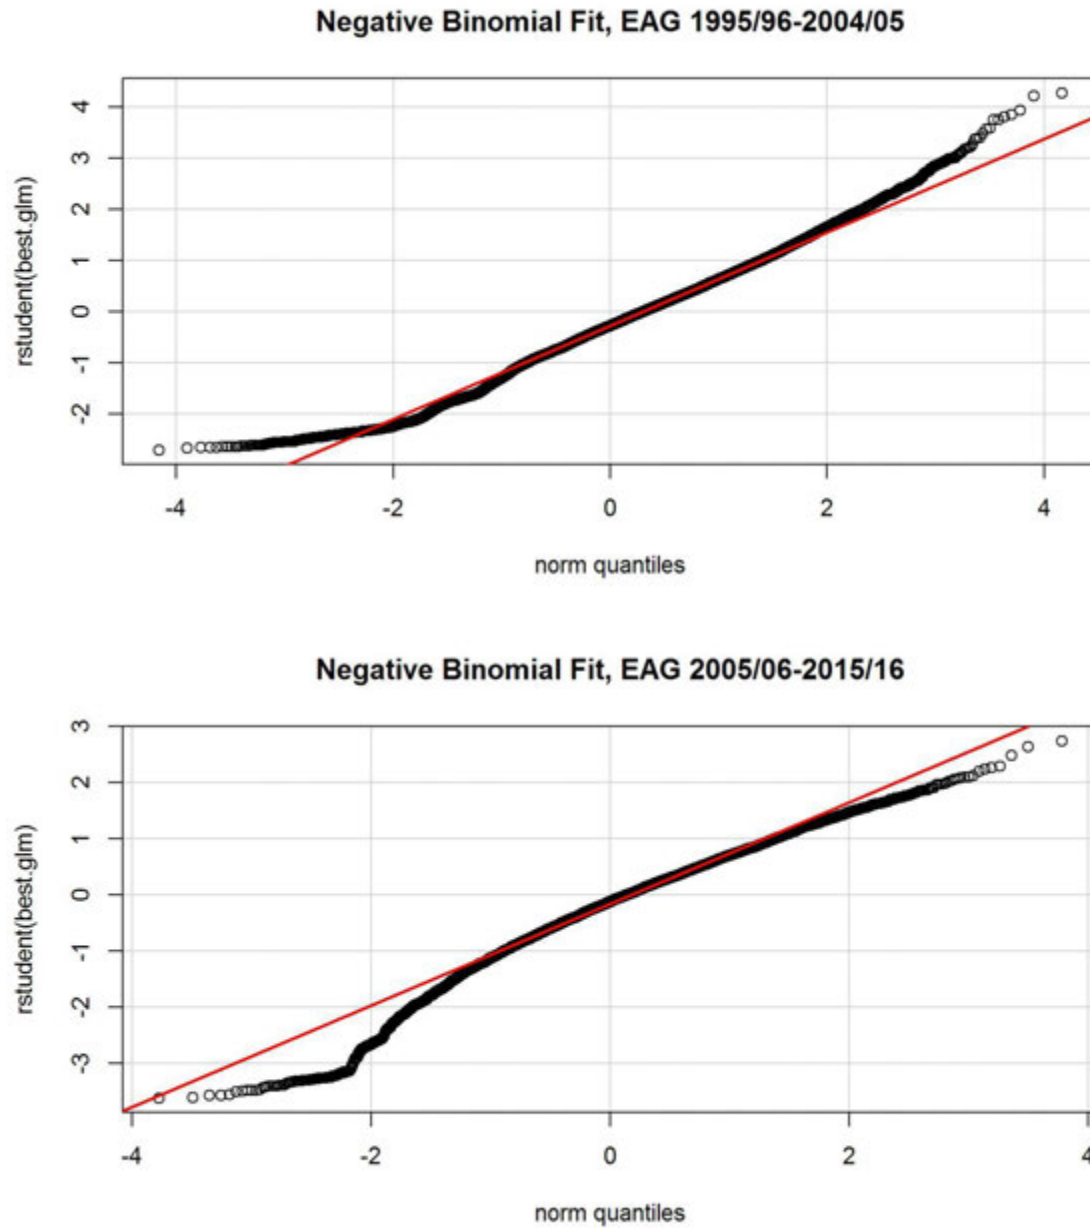 Negative Binomial Fit, EAG 1995/96-2004/05
4
3
2
1
0
-1
-2
rstudent(best.glm)
-4 -2 0 2 4
norm quantiles
Negative Binomial Fit, EAG 2005/06-2015/16
3
2
1
0
-1
-2
-3
rstudent(best.glm)
-4 -2 0 2 4
norm quantiles